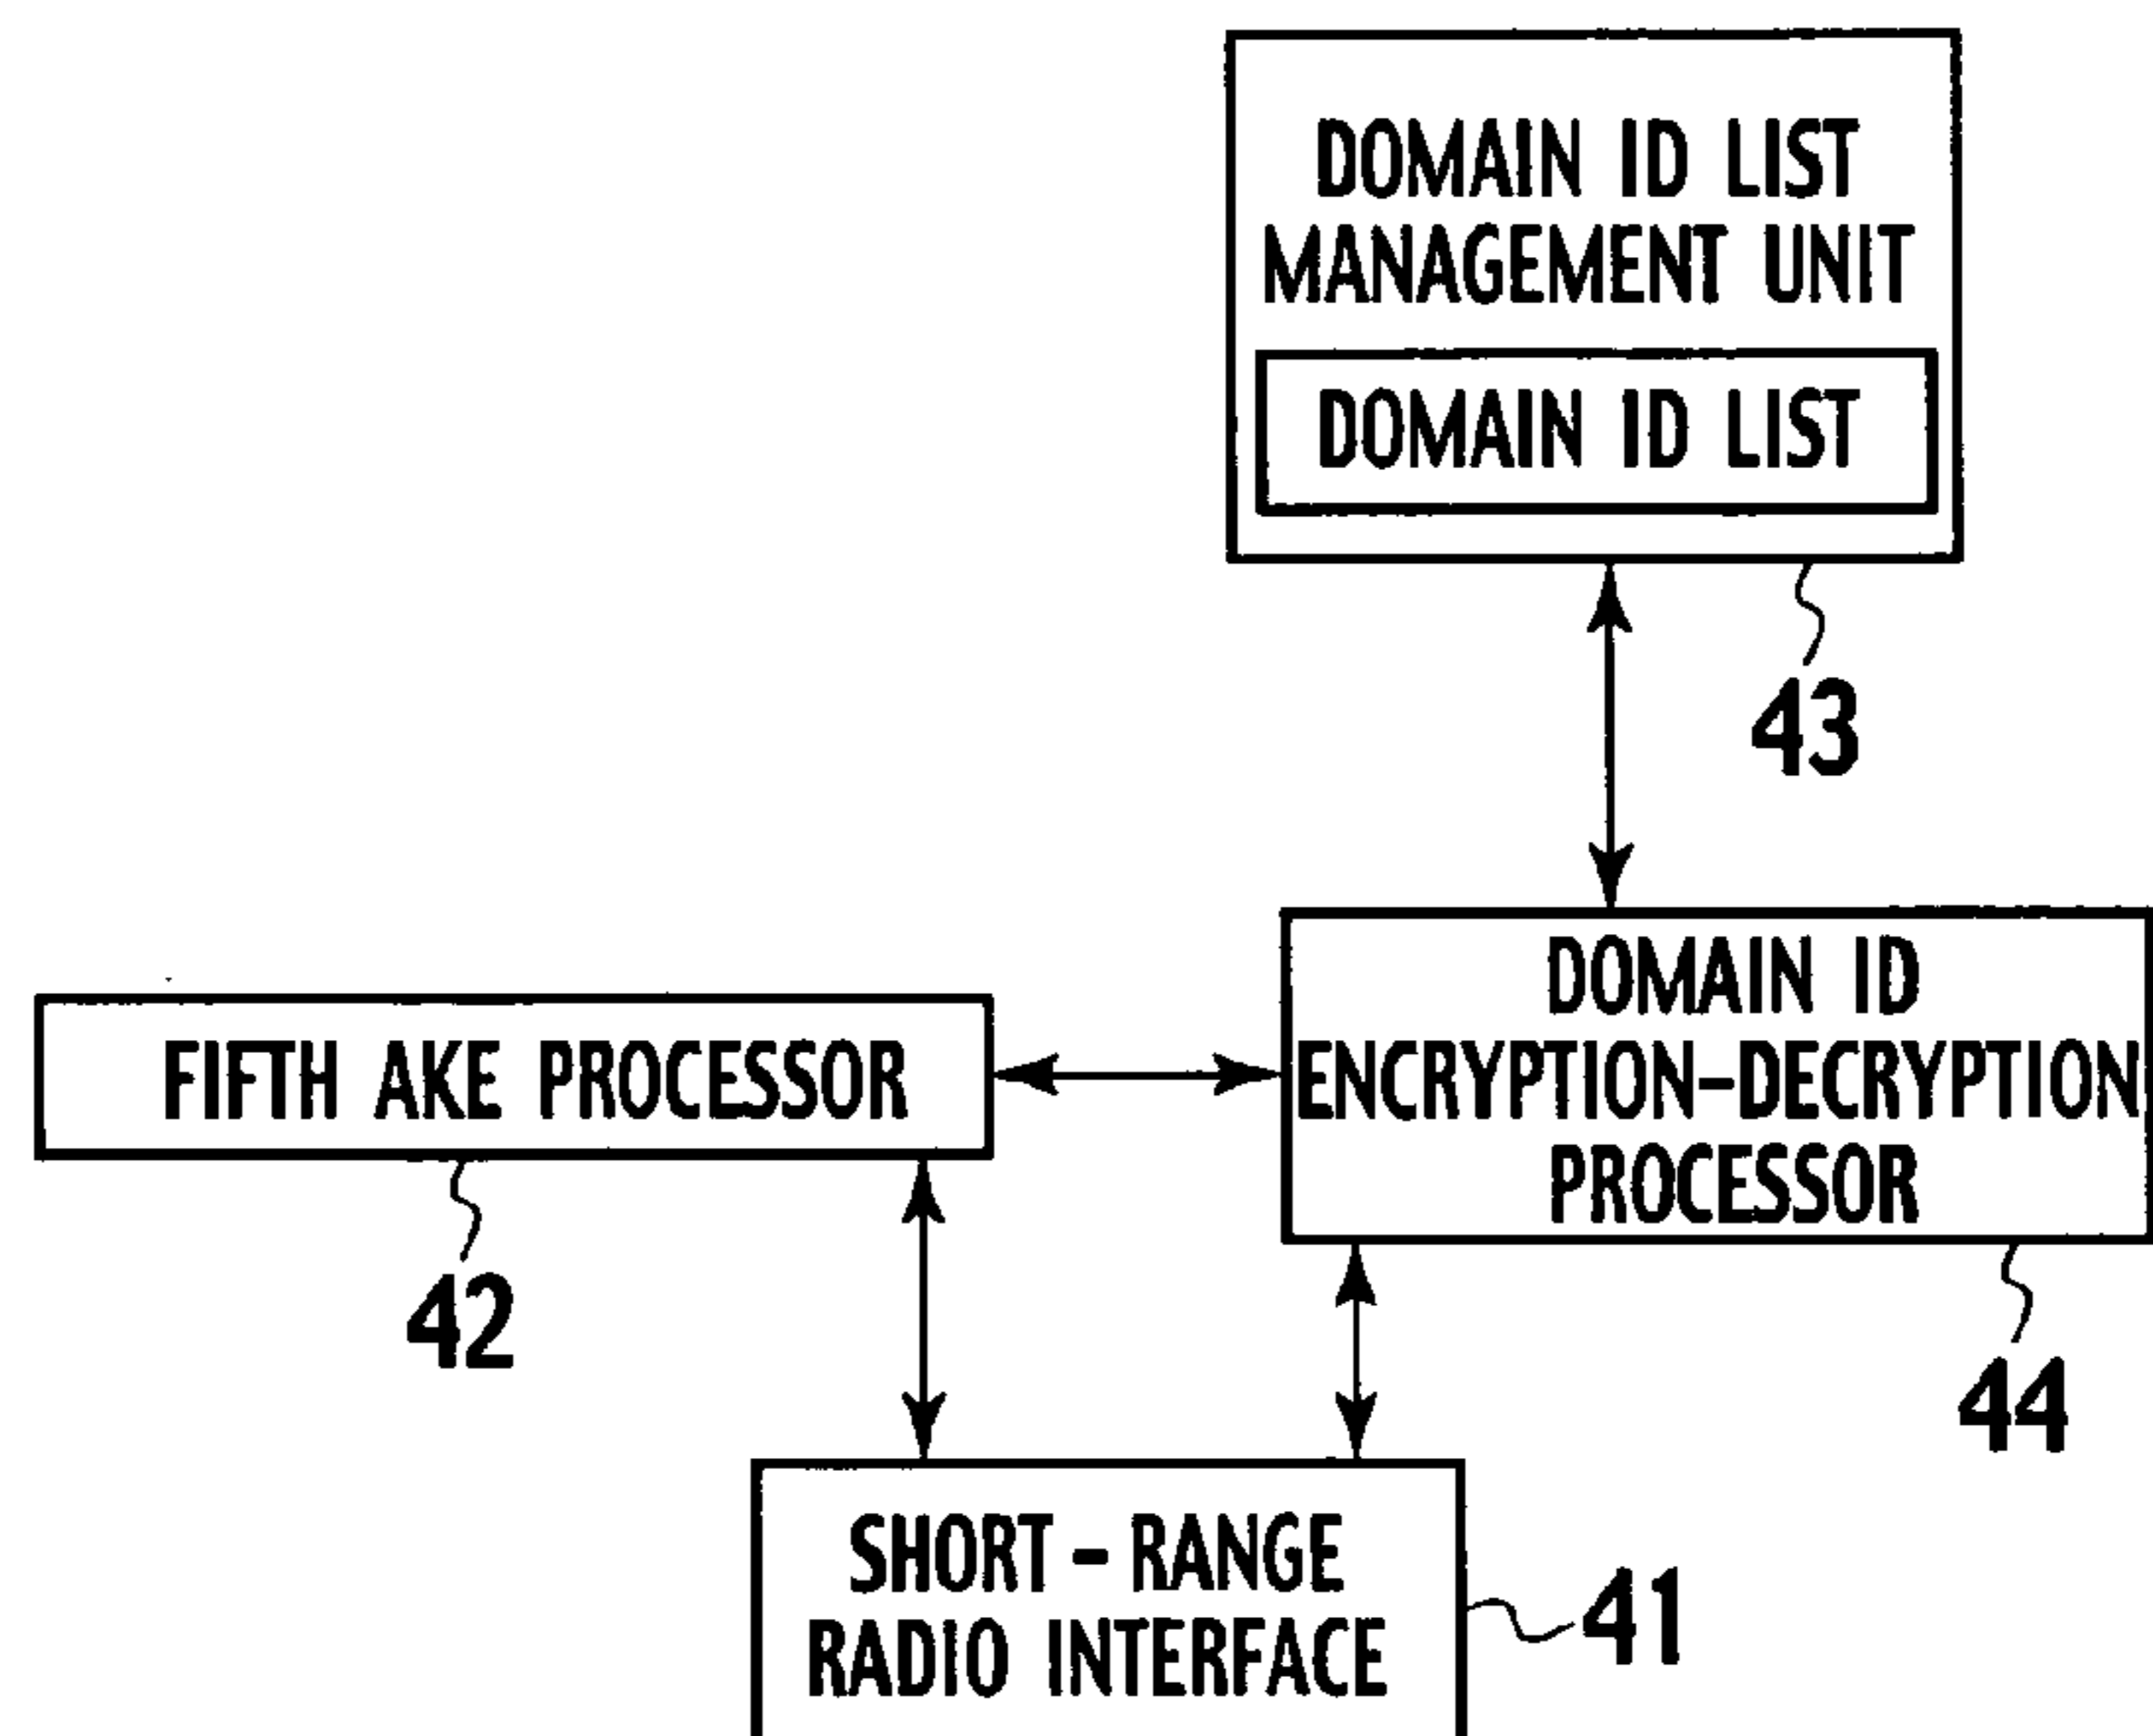 DOMAIN ID LIST
MANAGEMENT UNIT
DOMAIN ID LIST
43
FIFTH AKE PROCESSOR
42
DOMAIN ID
ENCRYPTION-DECRYPTION
PROCESSOR
44
SHORT-RANGE
RADIO INTERFACE
41